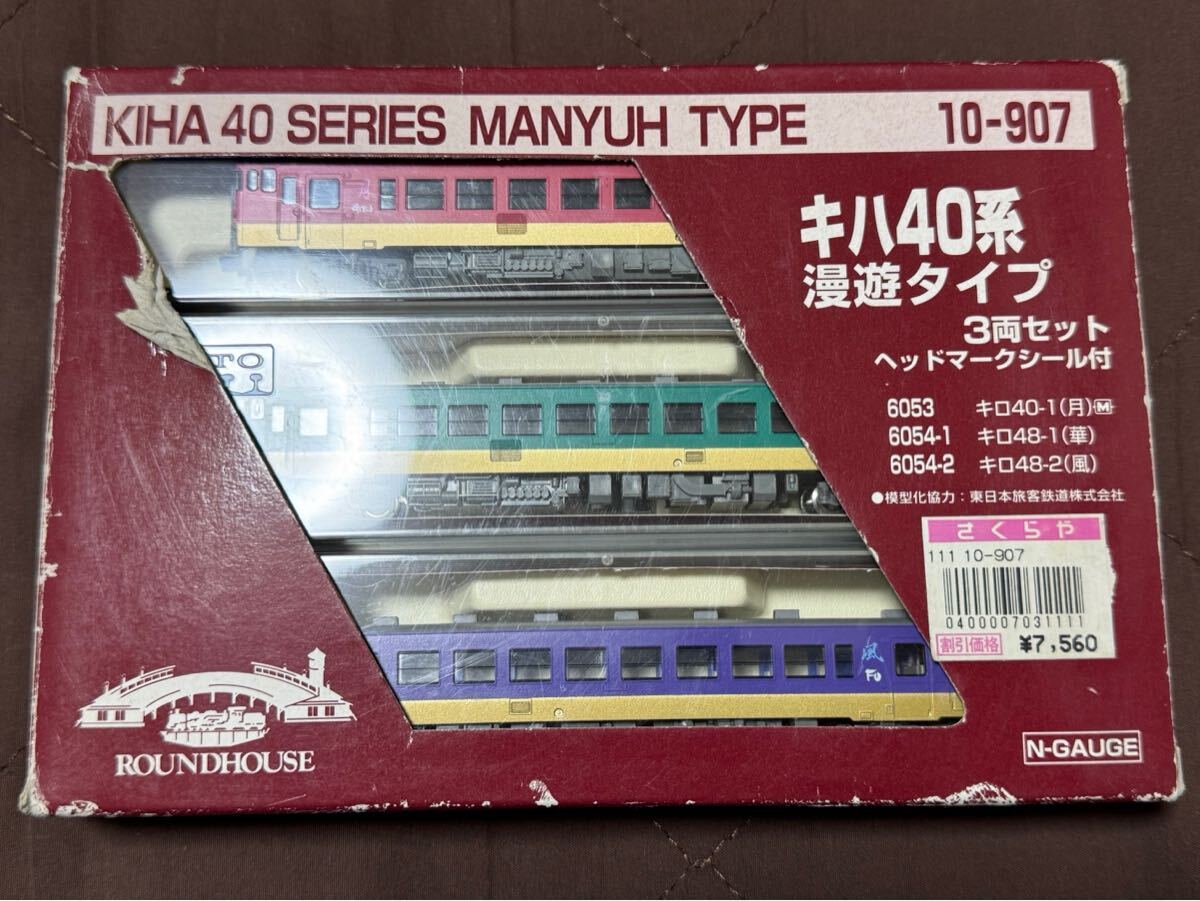 KIHA 40 SERIES MANYUH TYPE 10-907
キハ40系
漫遊タイプ
3両セット
ヘッドマークシール付
6053 キロ40-1(月)M
6054-1 キロ48-1(華)
6054-2 キロ48-2(風)
●模型化協力:東日本旅客鉄道株式会社
さくらや
111 10-907
0400007031111
割引価格 ¥7,560
風
ROUNDHOUSE
N-GAUGE